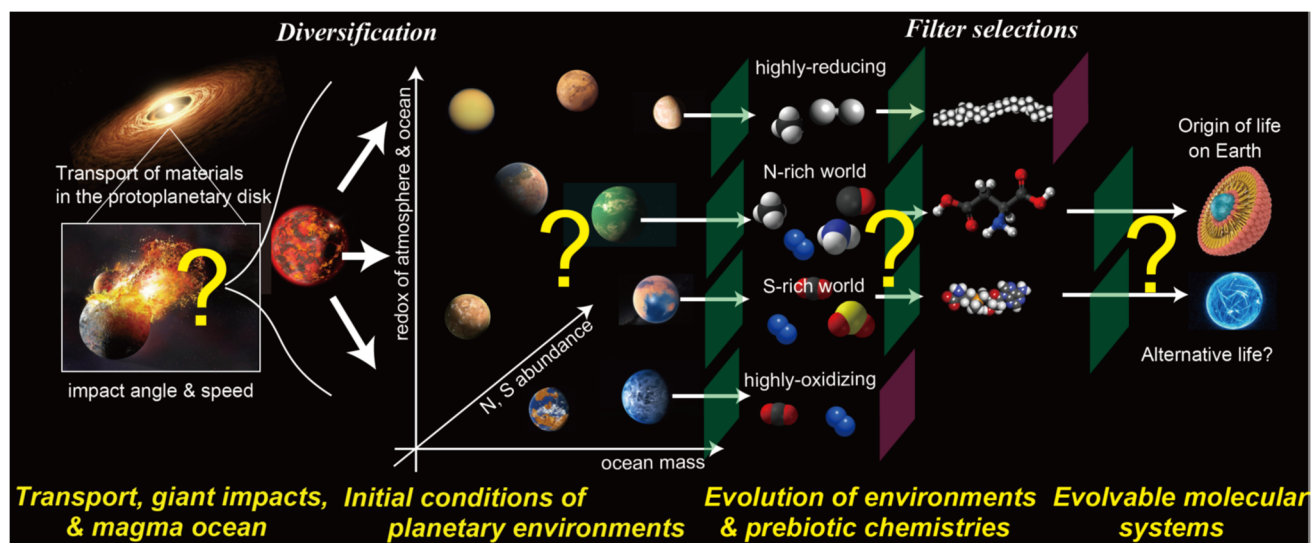 Diversification
Filter selections
Transport of materials
in the protoplanetary disk
?
impact angle & speed
redox of atmosphere & ocean
?
N, S abundance
ocean mass
highly-reducing
N-rich world
?
S-rich world
highly-oxidizing
Origin of life
on Earth
?
Alternative life?
Transport, giant impacts,
& magma ocean
Initial conditions of
planetary environments
Evolution of environments
& prebiotic chemistries
Evolvable molecular
systems